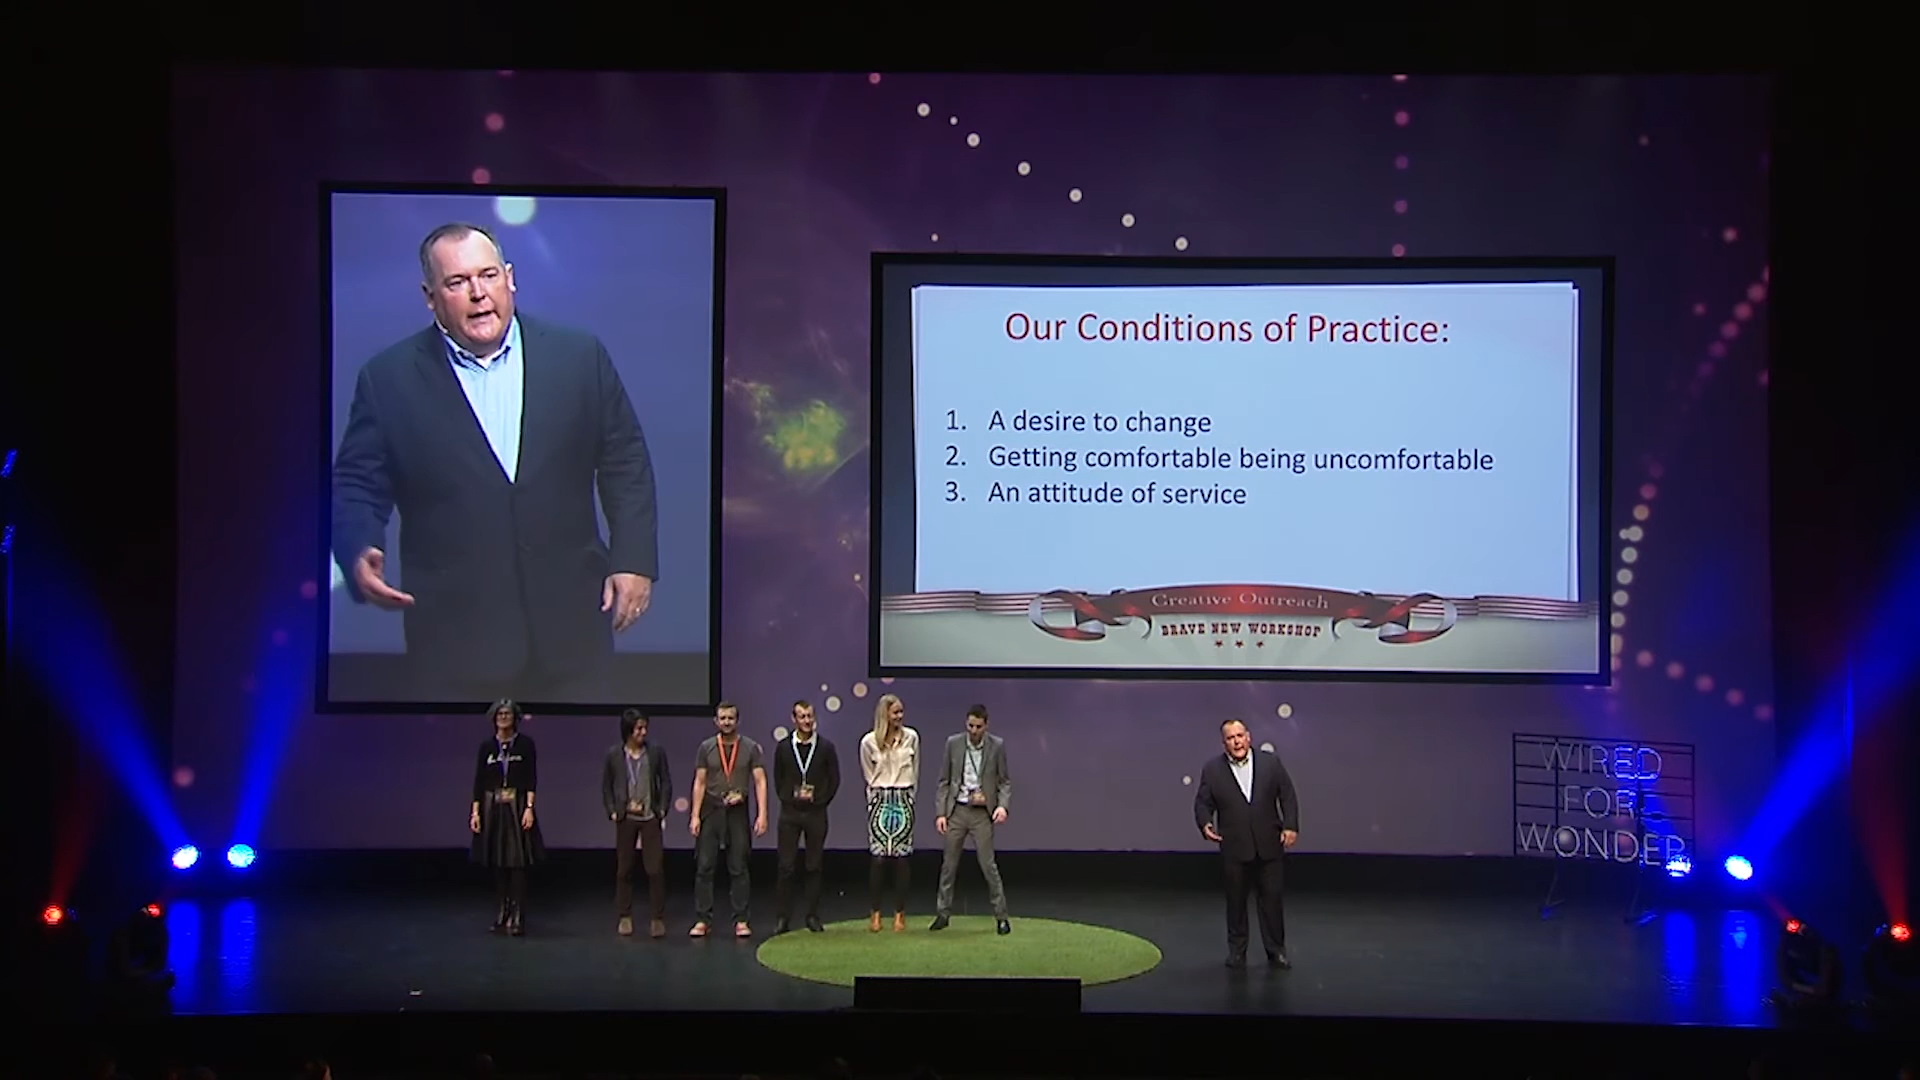 Our Conditions of Practice:
1. A desire to change
2. Getting comfortable being uncomfortable
3. An attitude of service
Creative Outreach
BRAVE NEW WORKSHOP
WIRED
FOR
WONDER